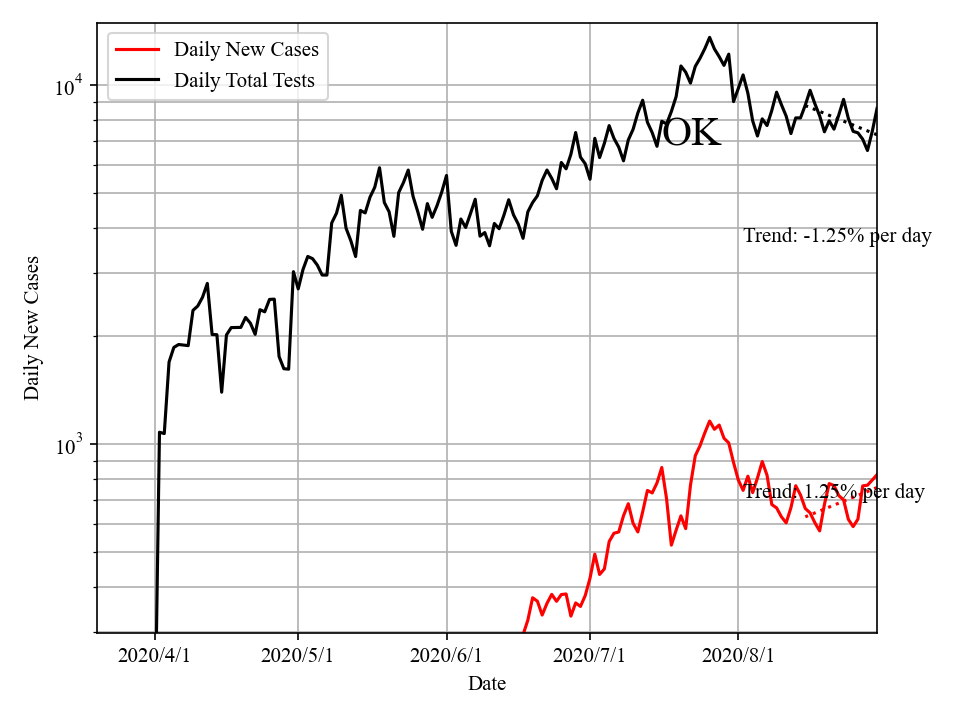 Daily New Cases
Daily Total Tests
10^4
OK
Trend: -1.25% per day
Daily New Cases
10^3
Trend: 1.25% per day
2020/4/1 2020/5/1 2020/6/1 2020/7/1 2020/8/1
Date